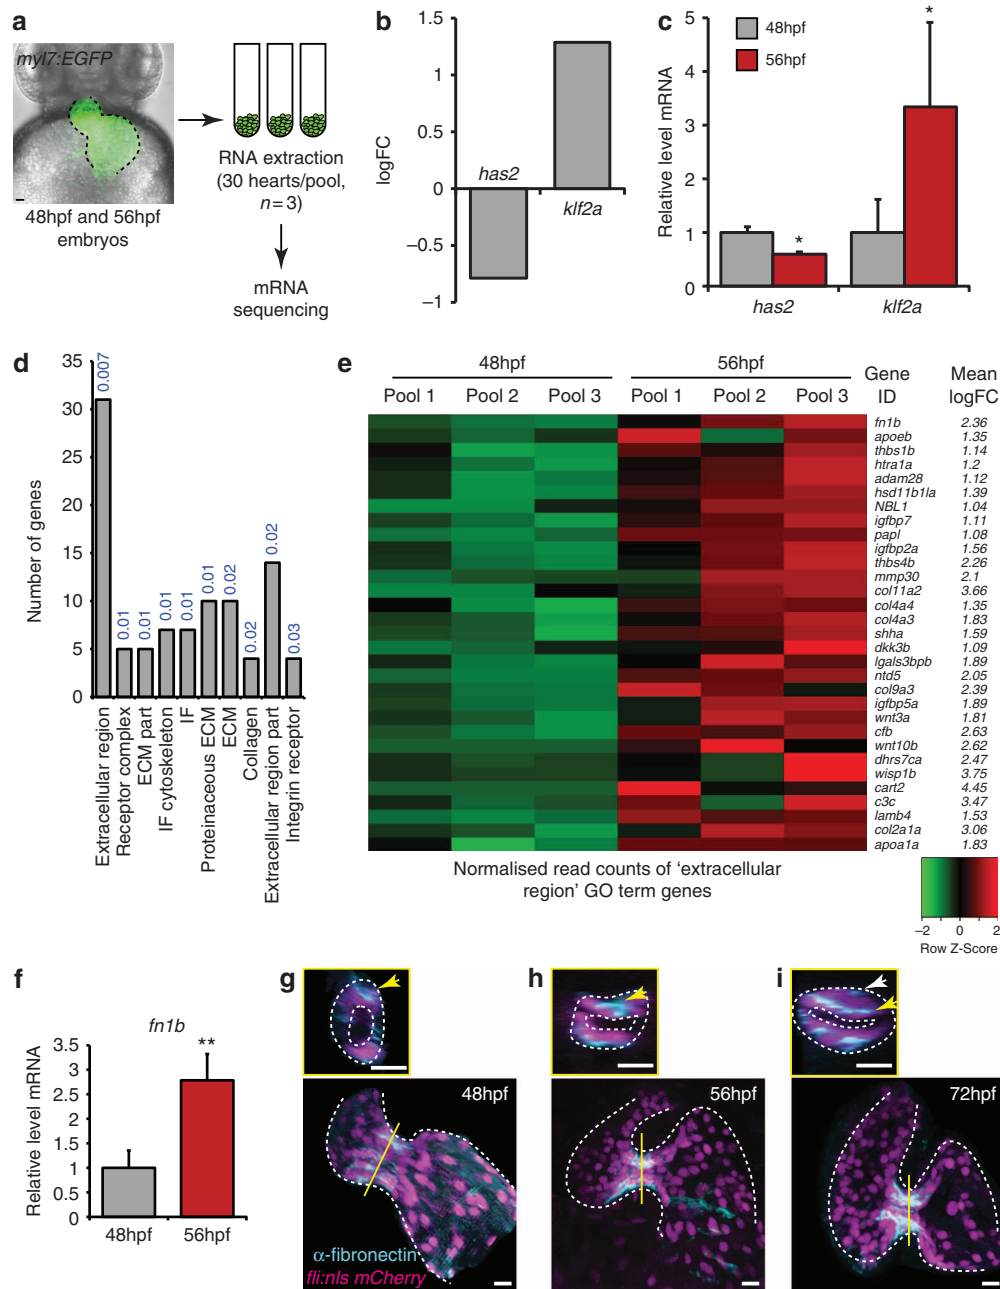 a
myl7:EGFP
48hpf and 56hpf
embryos
RNA extraction
(30 hearts/pool,
n=3)
mRNA
sequencing
b
logFC
1.5
1
0.5
0
−0.5
−1
has2
klf2a
c
Relative level mRNA
5
4
3
2
1
0
48hpf
56hpf
*
*
has2
klf2a
d
Number of genes
35
30
25
20
15
10
5
0
0.007
0.01
0.01
0.01
0.01
0.01
0.02
0.02
0.02
0.03
Extracellular region
Receptor complex
ECM part
IF cytoskeleton
IF
Proteinaceous ECM
ECM
Collagen
Extracellular region part
Integrin receptor
e
48hpf 56hpf
Pool 1 Pool 2 Pool 3 Pool 1 Pool 2 Pool 3
Gene
ID
Mean
logFC
fn1b 2.36
apoeb 1.35
thbs1b 1.14
htra1a 1.2
adam28 1.12
hsd11b1la 1.39
NBL1 1.04
igfbp7 1.11
papl 1.08
igfbp2a 1.56
thbs4b 2.26
mmp30 2.1
col11a2 3.66
col4a4 1.35
col4a3 1.83
shha 1.59
dkk3b 1.09
lgals3bpb 1.89
ntd5 2.05
col9a3 2.39
igfbp5a 1.89
wnt3a 1.81
cfb 2.63
wnt10b 2.62
dhrs7ca 2.47
wisp1b 3.75
cart2 4.45
c3c 3.47
lamb4 1.53
col2a1a 3.06
apoa1a 1.83
Normalised read counts of ‘extracellular
region’ GO term genes
−2 0 2
Row Z-Score
f
fn1b
Relative level mRNA
3.5
3
2.5
2
1.5
1
0.5
0
**
48hpf 56hpf
g
48hpf
α-fibronectin
fli:nls mCherry
h
56hpf
i
72hpf